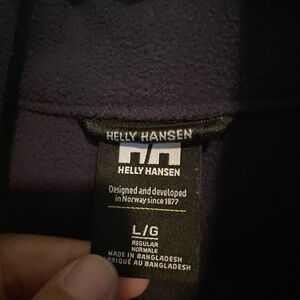 HELLY HANSEN
HH
HELLY HANSEN
Designed and developed
in Norway since 1877
L/G
REGULAR
NORMALE
MADE IN BANGLADESH
BRIQUÉ AU BANGLADESH